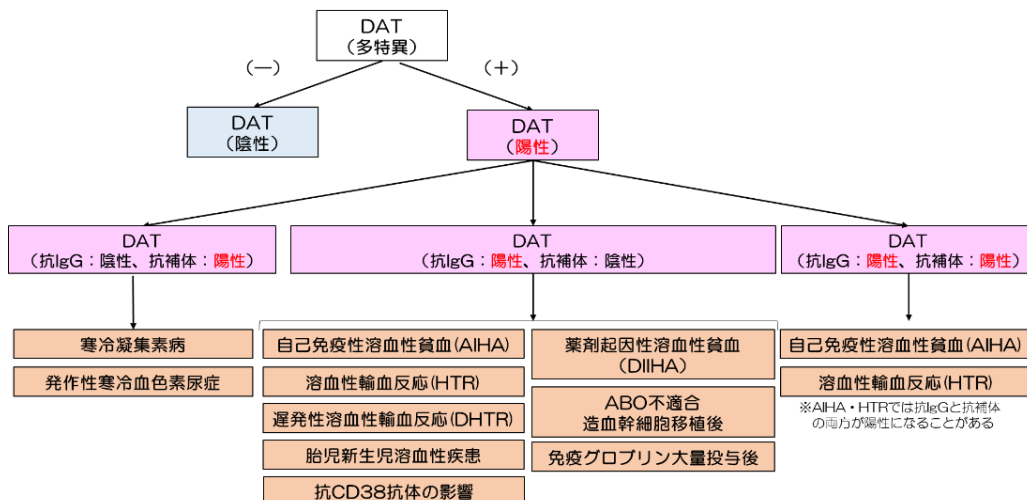 DAT
（多特異）
（－）
（＋）
DAT
（陰性）
DAT
（陽性）
DAT
（抗IgG：陰性、抗補体：陽性）
DAT
（抗IgG：陽性、抗補体：陰性）
DAT
（抗IgG：陽性、抗補体：陽性）
寒冷凝集素病
発作性寒冷血色素尿症
自己免疫性溶血性貧血(AIHA)
溶血性輸血反応(HTR)
遅発性溶血性輸血反応(DHTR)
胎児新生児溶血性疾患
抗CD38抗体の影響
薬剤起因性溶血性貧血
（DIIHA）
ABO不適合
造血幹細胞移植後
免疫グロブリン大量投与後
自己免疫性溶血性貧血(AIHA)
溶血性輸血反応(HTR)
※AIHA・HTRでは抗IgGと抗補体
の両方が陽性になることがある